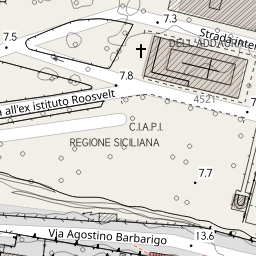 7.3
7.5
Strada inter
DELL'ADDA
7.8
4521
7.
a all'ex istituto Roosvelt
C.I.A.P.I.
REGIONE SICILIANA
7.7
Via Agostino Barbarigo
13.6